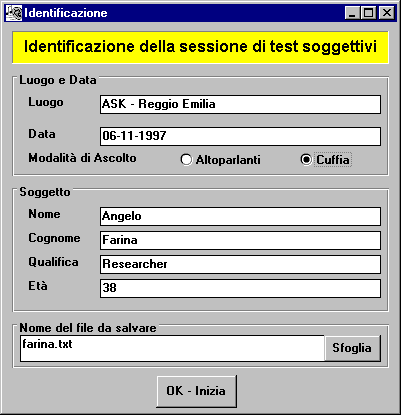 Identificazione
Identificazione della sessione di test soggettivi
Luogo e Data
Luogo ASK - Reggio Emilia
Data 06-11-1997
Modalità di Ascolto Altoparlanti Cuffia
Soggetto
Nome Angelo
Cognome Farina
Qualifica Researcher
Età 38
Nome del file da salvare
farina.txt Sfoglia
OK - Inizia